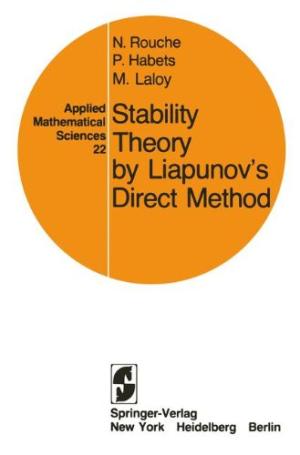 N. Rouche
P. Habets
M. Laloy
Applied
Mathematical
Sciences
22
Stability
Theory
by Liapunov's
Direct Method
Springer-Verlag
New York Heidelberg Berlin